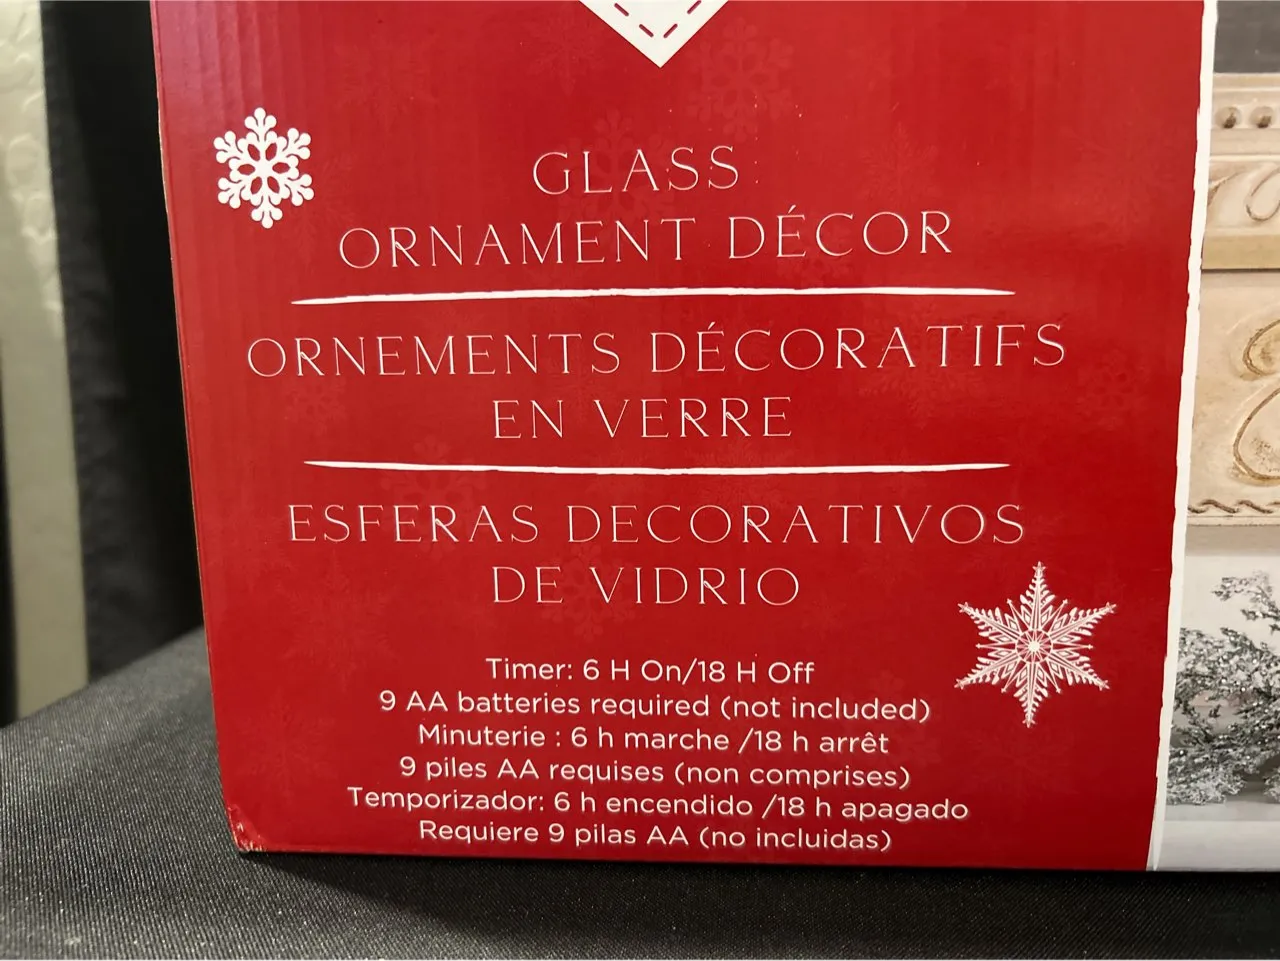 GLASS
ORNAMENT DÉCOR
ORNEMENTS DÉCORATIFS
EN VERRE
ESFERAS DECORATIVOS
DE VIDRIO
Timer: 6 H On/18 H Off
9 AA batteries required (not included)
Minuterie : 6 h marche /18 h arrêt
9 piles AA requises (non comprises)
Temporizador: 6 h encendido /18 h apagado
Requiere 9 pilas AA (no incluidas)